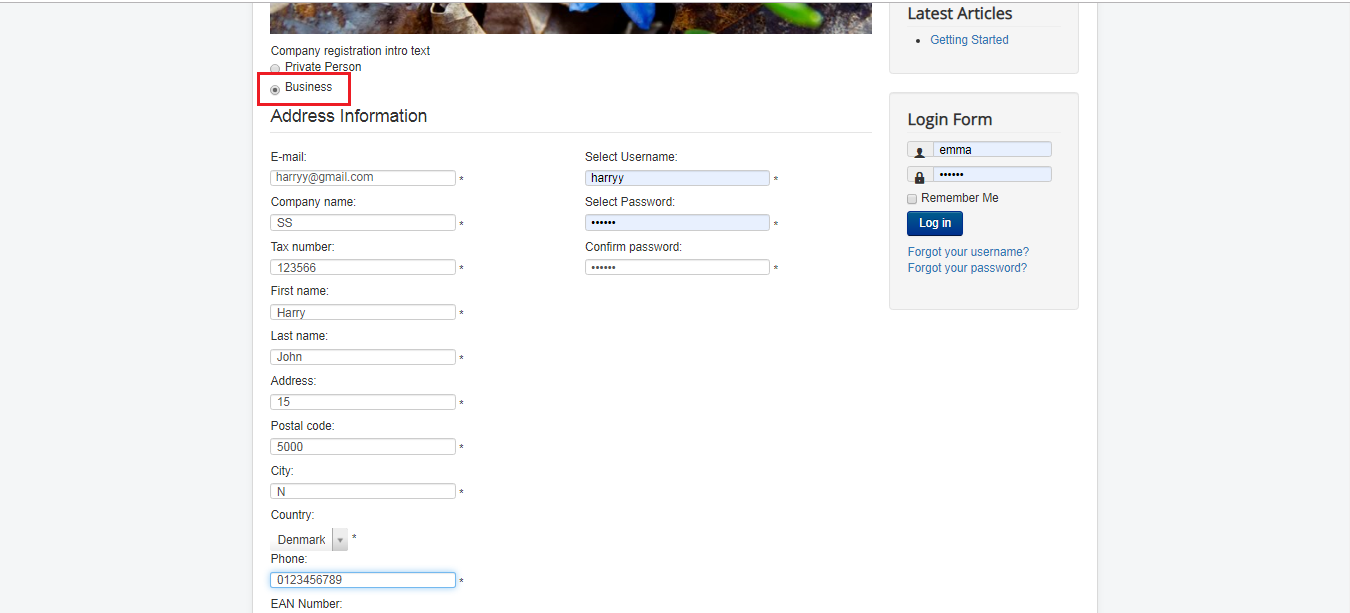 Company registration intro text
Private Person
Business
Address Information
E-mail:
harryy@gmail.com *
Company name:
SS *
Tax number:
123566 *
First name:
Harry *
Last name:
John *
Address:
15 *
Postal code:
5000 *
City:
N *
Country:
Denmark *
Phone:
0123456789 *
EAN Number:
Select Username:
harryy *
Select Password:
•••••• *
Confirm password:
•••••• *
Latest Articles
• Getting Started
Login Form
emma
••••••
Remember Me
Log in
Forgot your username?
Forgot your password?